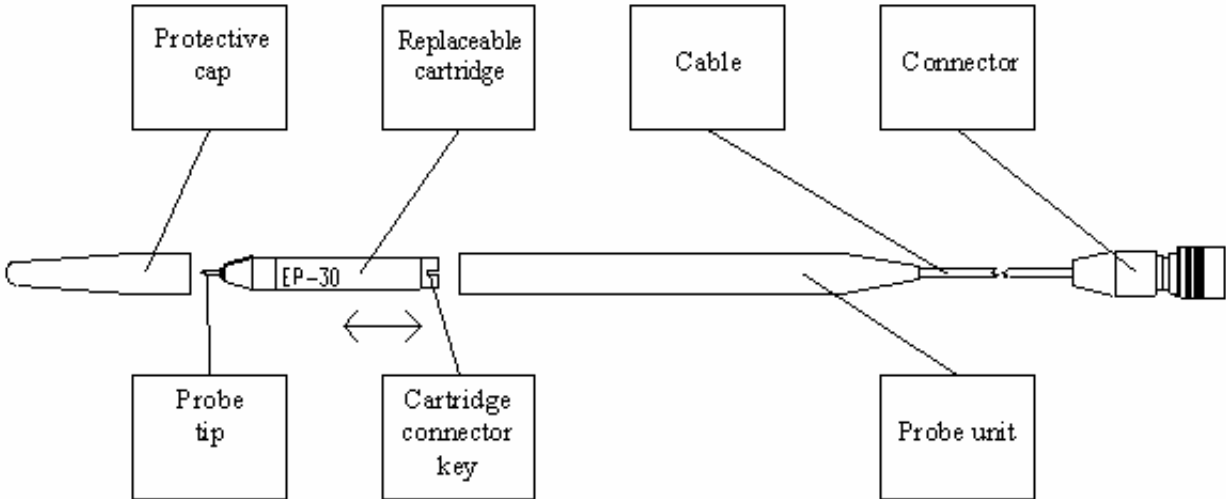 Protective
cap
Replaceable
cartridge
Cable
Connector
EP-30
Probe
tip
Cartridge
connector
key
Probe unit